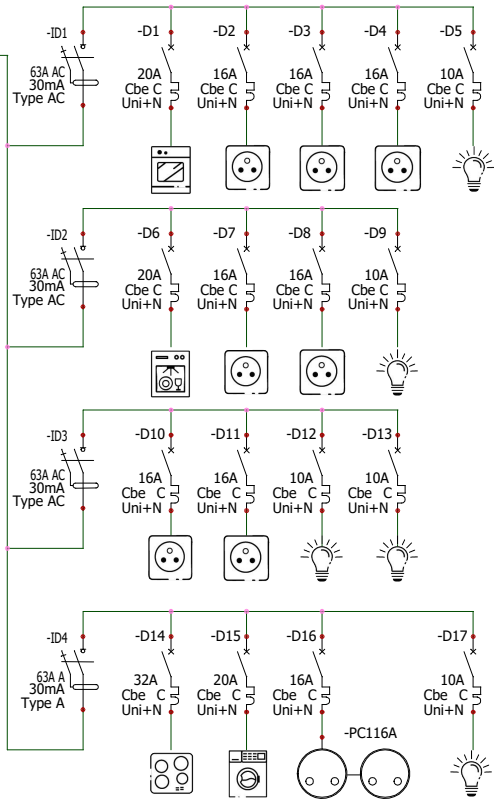 -ID1 -D1 -D2 -D3 -D4 -D5
63A AC 20A 16A 16A 16A 10A
30mA Cbe C Cbe C Cbe C Cbe C Cbe C
Type AC Uni+N Uni+N Uni+N Uni+N Uni+N
-ID2 -D6 -D7 -D8 -D9
63A AC 20A 16A 16A 10A
30mA Cbe C Cbe C Cbe C Cbe C
Type AC Uni+N Uni+N Uni+N Uni+N
-ID3 -D10 -D11 -D12 -D13
63A AC 16A 16A 10A 10A
30mA Cbe C Cbe C Cbe C Cbe C
Type AC Uni+N Uni+N Uni+N Uni+N
-ID4 -D14 -D15 -D16 -D17
63A A 32A 20A 16A 10A
30mA Cbe C Cbe C Cbe C Cbe C
Type A Uni+N Uni+N Uni+N Uni+N
-PC116A